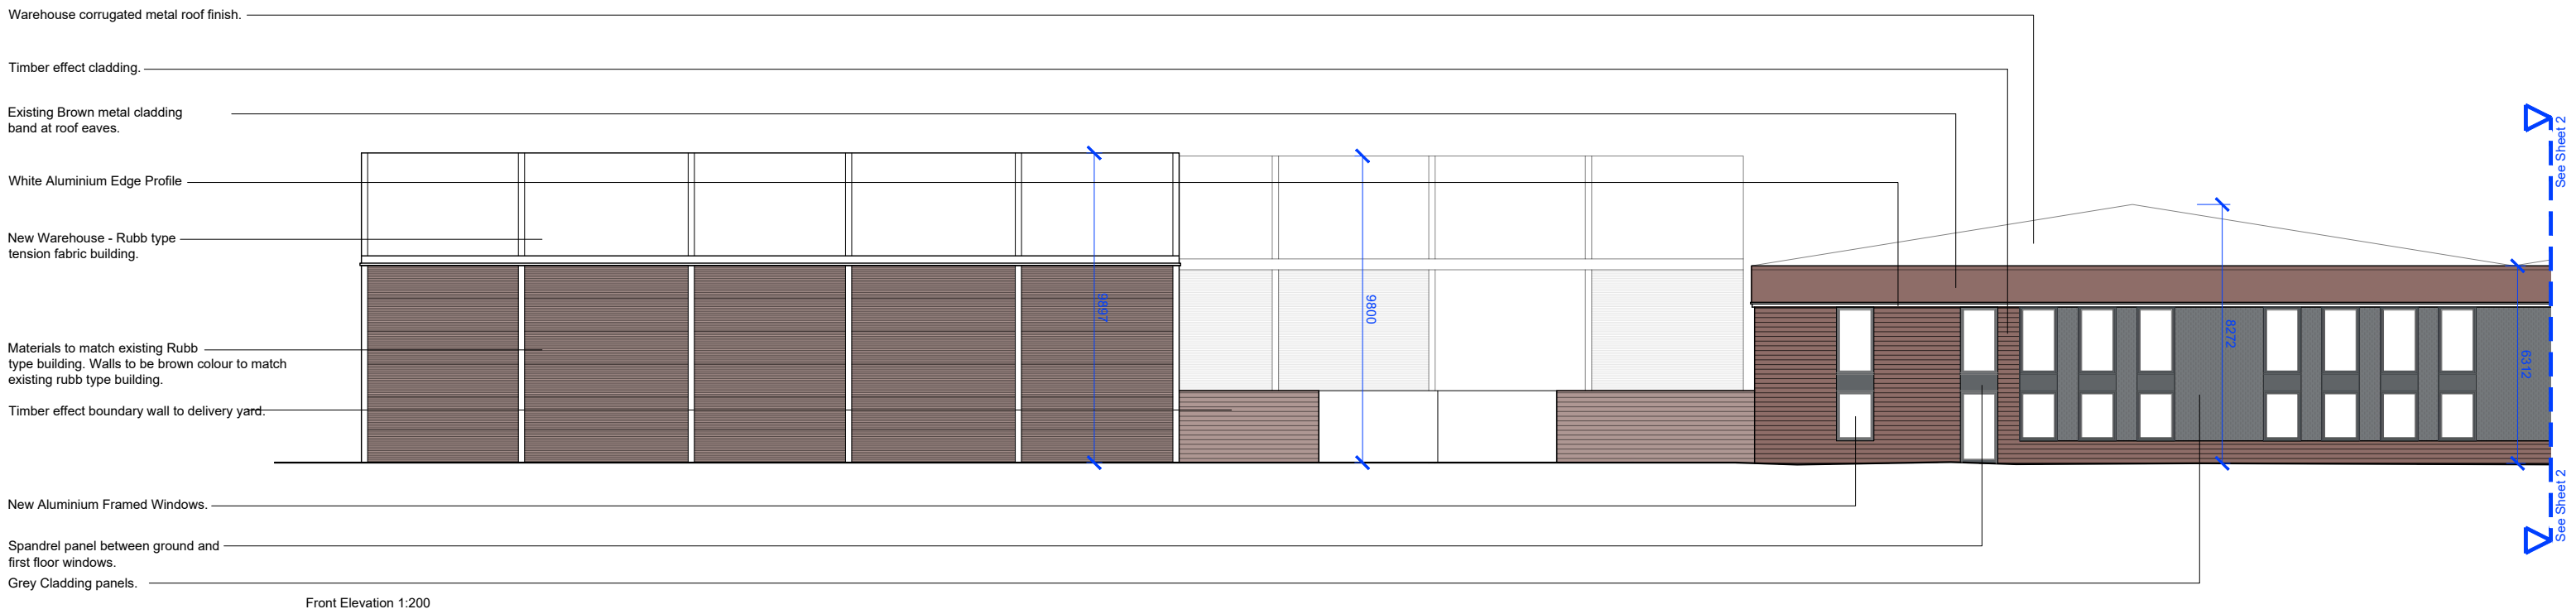 Warehouse corrugated metal roof finish.
Timber effect cladding.
Existing Brown metal cladding
band at roof eaves.
White Aluminium Edge Profile
New Warehouse - Rubb type
tension fabric building.
Materials to match existing Rubb
type building. Walls to be brown colour to match
existing rubb type building.
Timber effect boundary wall to delivery yard.
New Aluminium Framed Windows.
Spandrel panel between ground and
first floor windows.
Grey Cladding panels.
Front Elevation 1:200
9897
9800
8272
6312
See Sheet 2
See Sheet 2